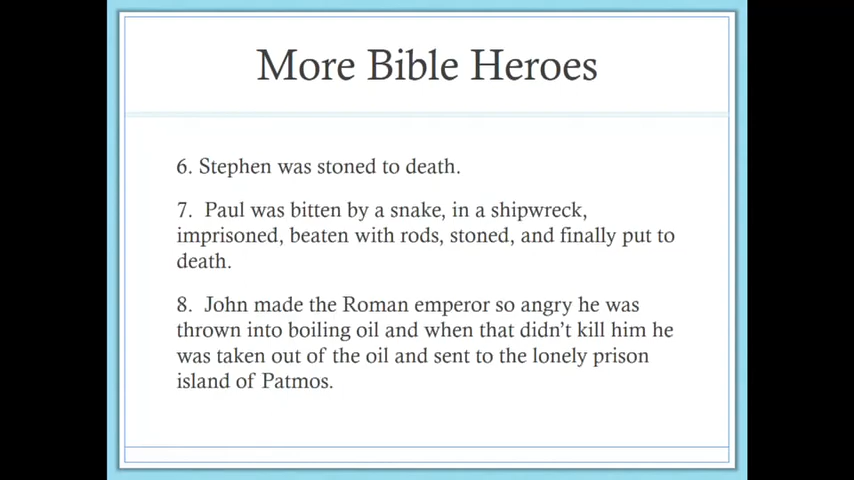 More Bible Heroes
6. Stephen was stoned to death.
7.  Paul was bitten by a snake, in a shipwreck,
imprisoned, beaten with rods, stoned, and finally put to
death.
8.  John made the Roman emperor so angry he was
thrown into boiling oil and when that didn’t kill him he
was taken out of the oil and sent to the lonely prison
island of Patmos.